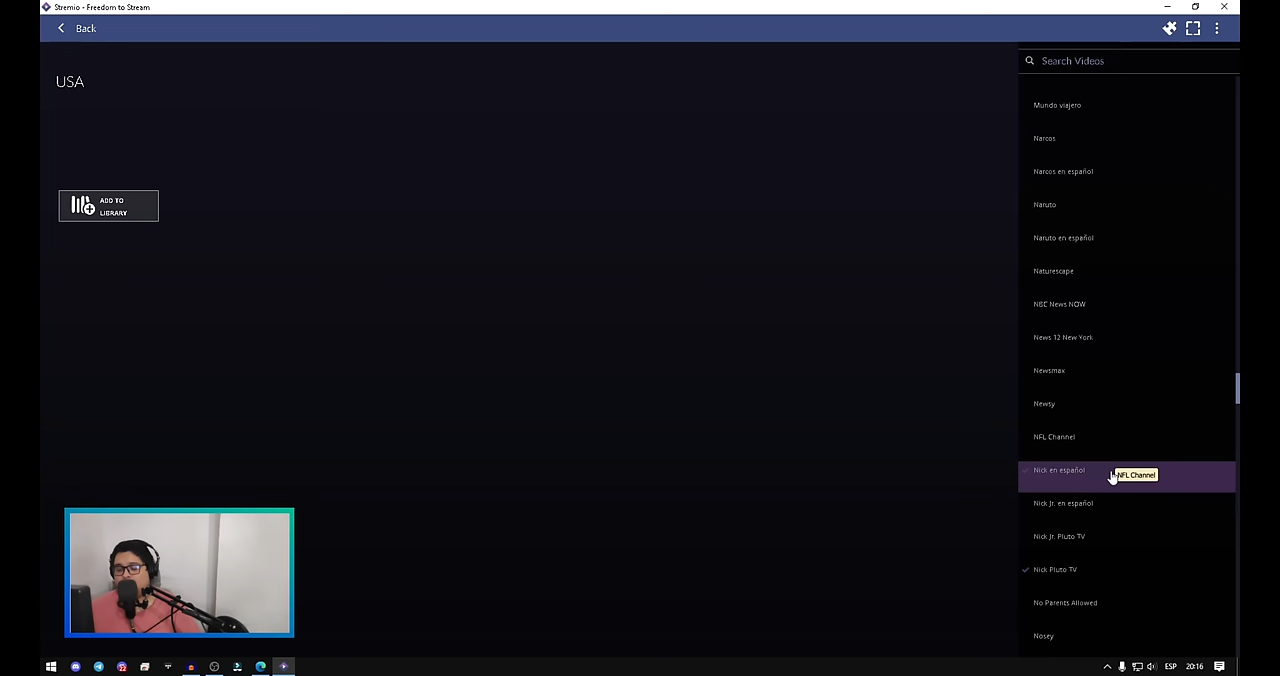 Stremio - Freedom to Stream
Back
USA
ADD TO
LIBRARY
Search Videos
Mundo viajero
Narcos
Narcos en español
Naruto
Naruto en español
Naturescape
NBC News NOW
News 12 New York
Newsmax
Newsy
NFL Channel
Nick en español
NFL Channel
Nick Jr. en español
Nick Jr. Pluto TV
Nick Pluto TV
No Parents Allowed
Nosey
22
ESP
20:16